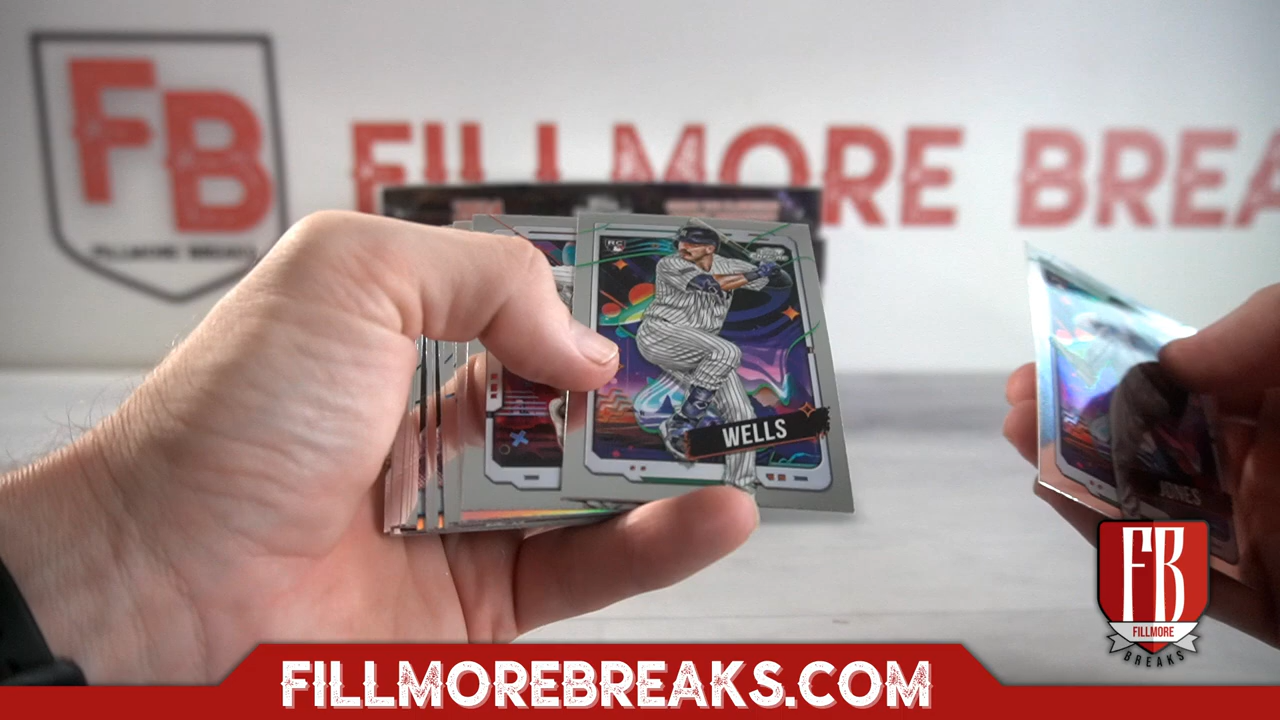 FB
FILLMORE BREAKS
FILLMORE BREA
RC
WELLS
JONES
FB
FILLMORE
BREAKS
FILLMOREBREAKS.COM